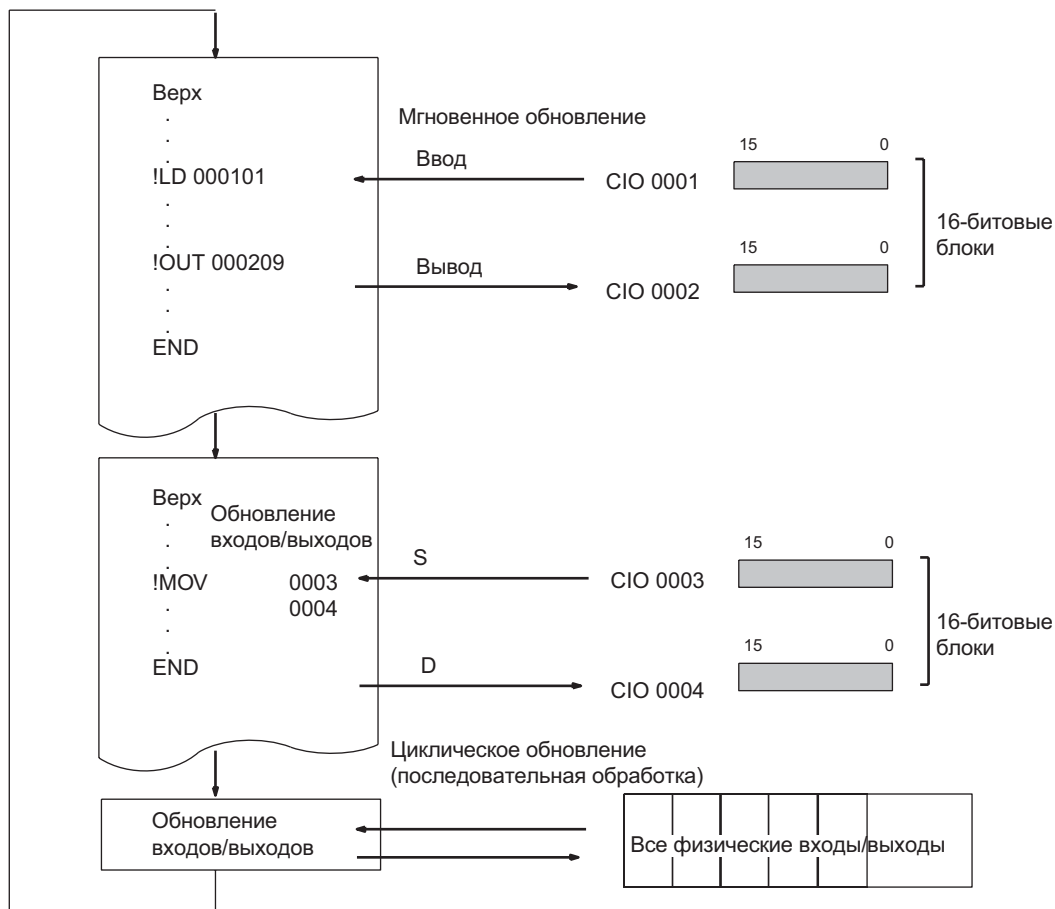 Верх
.
.
!LD 000101
.
.
.
!OUT 000209
.
.
.
END
Мгновенное обновление
Ввод
CIO 0001
15 0
Вывод
CIO 0002
15 0
16-битовые
блоки
Верх
.
.
.
Обновление
входов/выходов
!MOV 0003
0004
.
.
.
END
S
CIO 0003
15 0
D
CIO 0004
15 0
16-битовые
блоки
Циклическое обновление
(последовательная обработка)
Обновление
входов/выходов
Все физические входы/выходы